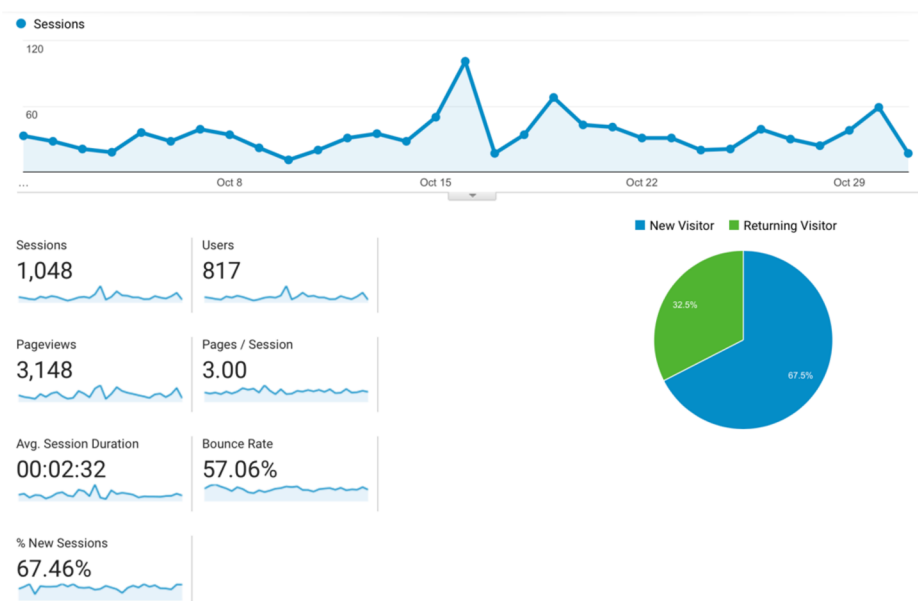 Sessions
120
60
... Oct 8 Oct 15 Oct 22 Oct 29
New Visitor Returning Visitor
Sessions
1,048
Users
817
Pageviews
3,148
Pages / Session
3.00
Avg. Session Duration
00:02:32
Bounce Rate
57.06%
% New Sessions
67.46%
32.5%
67.5%